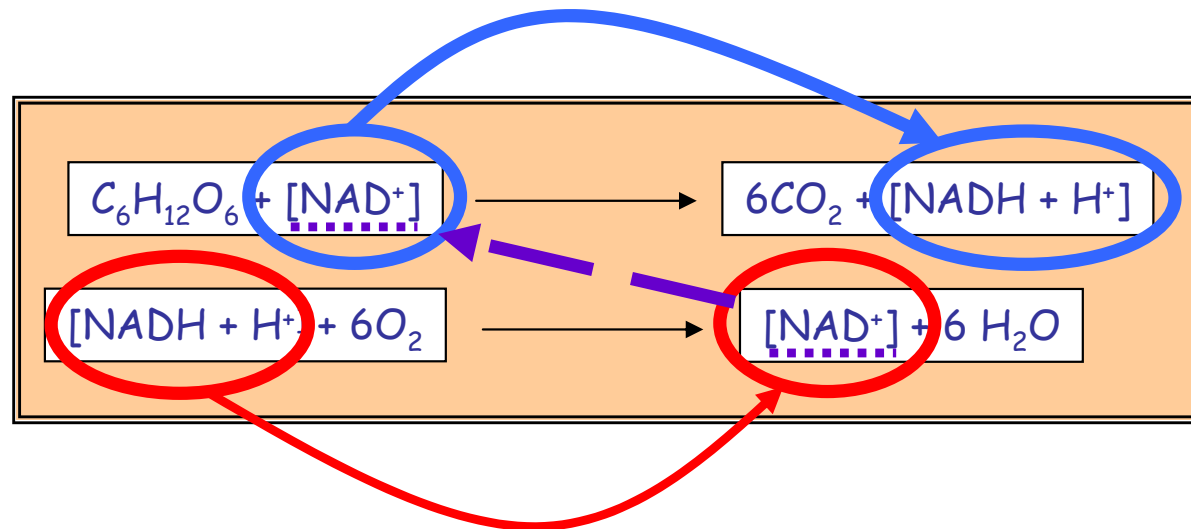 C₆H₁₂O₆ + [NAD⁺] → 6CO₂ + [NADH + H⁺]
[NADH + H⁺] + 6O₂ → [NAD⁺] + 6 H₂O